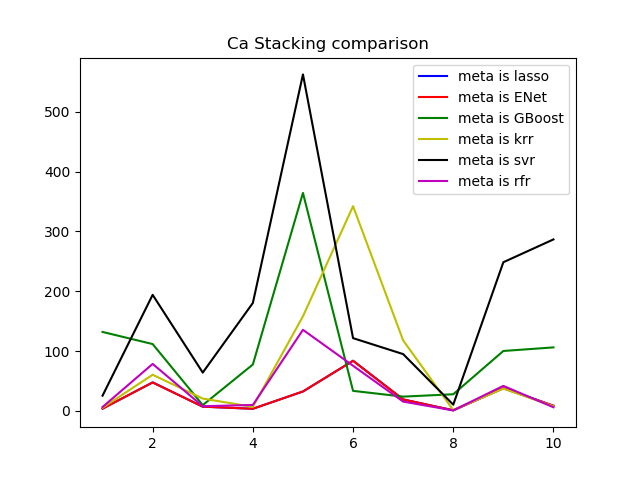 Ca Stacking comparison
meta is lasso
meta is ENet
meta is GBoost
meta is krr
meta is svr
meta is rfr
500
400
300
200
100
0
2 4 6 8 10